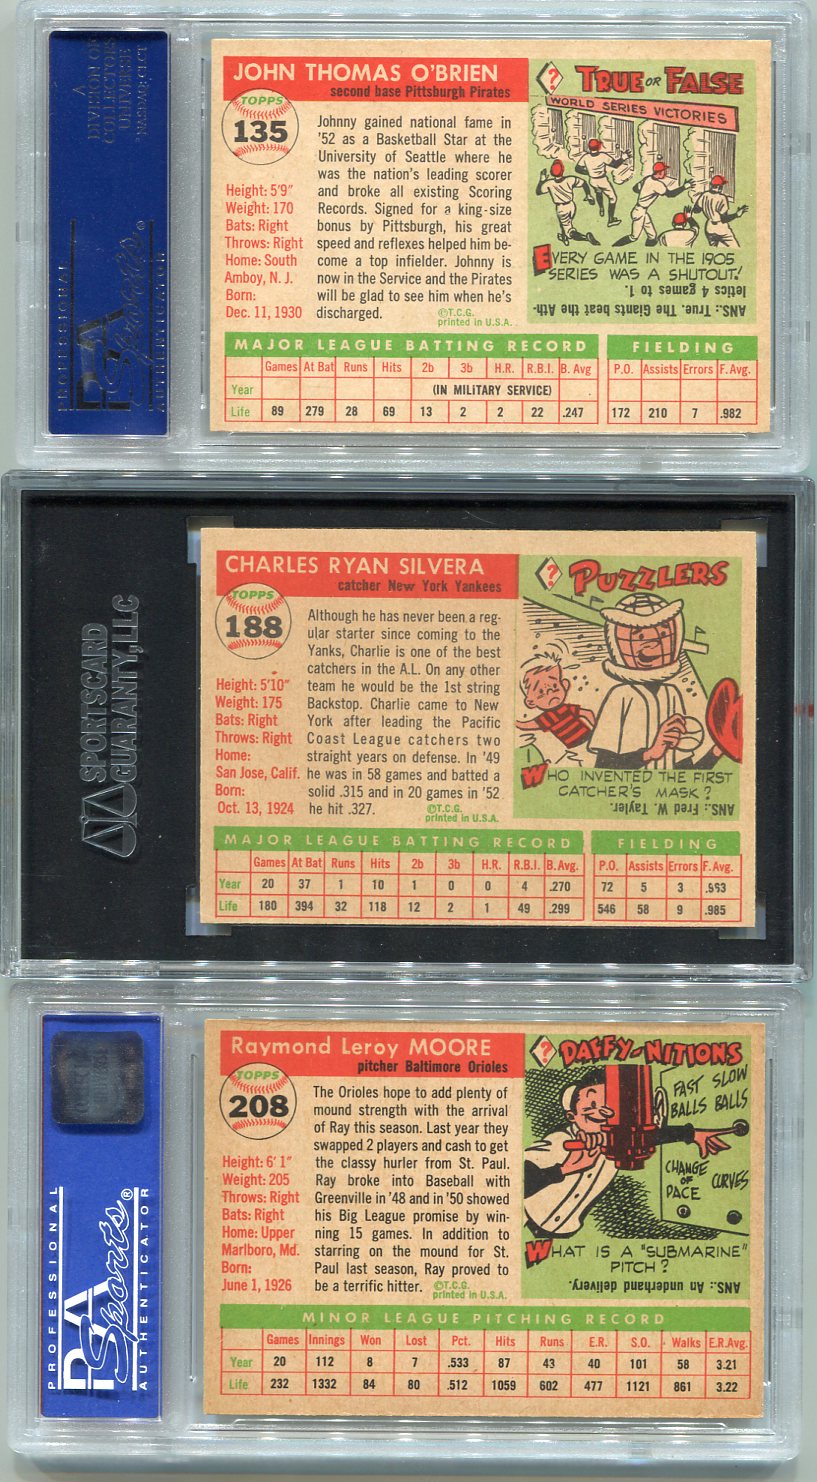 A
DIVISION OF
COLLECTORS
UNIVERSE
NASDAQ: CLCT
PROFESSIONAL
PSA
Sports
®
AUTHENTICATOR
JOHN THOMAS O'BRIEN
second base Pittsburgh Pirates
TOPPS
135
Height: 5'9"
Weight: 170
Bats: Right
Throws: Right
Home: South
Amboy, N. J.
Born:
Dec. 11, 1930
Johnny gained national fame in
'52 as a Basketball Star at the
University of Seattle where he
was the nation's leading scorer
and broke all existing Scoring
Records. Signed for a king-size
bonus by Pittsburgh, his great
speed and reflexes helped him be-
come a top infielder. Johnny is
now in the Service and the Pirates
will be glad to see him when he's
discharged.
©T.C.G.
printed in U.S.A.
? TRUE OR FALSE
WORLD SERIES VICTORIES
EVERY GAME IN THE 1905
SERIES WAS A SHUTOUT!
ANS.: True. The Giants beat the Ath-
letics 4 games to 1.
MAJOR LEAGUE BATTING RECORD FIELDING
Games At Bat Runs Hits 2b 3b H.R. R.B.I. B. Avg P.O. Assists Errors F. Avg.
Year (IN MILITARY SERVICE)
Life 89 279 28 69 13 2 2 22 .247 172 210 7 .982
SPORTSCARD
GUARANTY, LLC
CHARLES RYAN SILVERA
catcher New York Yankees
TOPPS
188
Height: 5'10"
Weight: 175
Bats: Right
Throws: Right
Home:
San Jose, Calif.
Born:
Oct. 13, 1924
Although he has never been a reg-
ular starter since coming to the
Yanks, Charlie is one of the best
catchers in the A.L. On any other
team he would be the 1st string
Backstop. Charlie came to New
York after leading the Pacific
Coast League catchers two
straight years on defense. In '49
he was in 58 games and batted a
solid .315 and in 20 games in '52
he hit .327.
©T.C.G.
printed in U.S.A.
? PUZZLERS
WHO INVENTED THE FIRST
CATCHER'S MASK?
ANS.: Fred W. Tayler.
MAJOR LEAGUE BATTING RECORD FIELDING
Games At Bat Runs Hits 2b 3b H.R. R.B.I. B. Avg. P.O. Assists Errors F. Avg.
Year 20 37 1 10 1 0 0 4 .270 72 5 3
Life 180 394 32 118 12 2 1 49 .299 546 58 9 .985
PROFESSIONAL
PSA
Sports
®
AUTHENTICATOR
Raymond Leroy MOORE
pitcher Baltimore Orioles
TOPPS
208
Height: 6' 1"
Weight: 205
Throws: Right
Bats: Right
Home: Upper
Marlboro, Md.
Born:
June 1, 1926
The Orioles hope to add plenty of
mound strength with the arrival
of Ray this season. Last year they
swapped 2 players and cash to get
the classy hurler from St. Paul.
Ray broke into Baseball with
Greenville in '48 and in '50 showed
his Big League promise by win-
ning 15 games. In addition to
starring on the mound for St.
Paul last season, Ray proved to
be a terrific hitter.
©T.C.G.
printed in U.S.A.
? DAFFY-NITIONS
FAST BALLS
SLOW BALLS
CHANGE OF PACE
CURVES
WHAT IS A "SUBMARINE"
PITCH?
ANS.: An underhand delivery.
MINOR LEAGUE PITCHING RECORD
Games Innings Won Lost Pct. Hits Runs E.R. S.O. Walks E.R.Avg.
Year 20 112 8 7 .533 87 43 40 101 58 3.21
Life 232 1332 84 80 .512 1059 602 477 1121 861 3.22